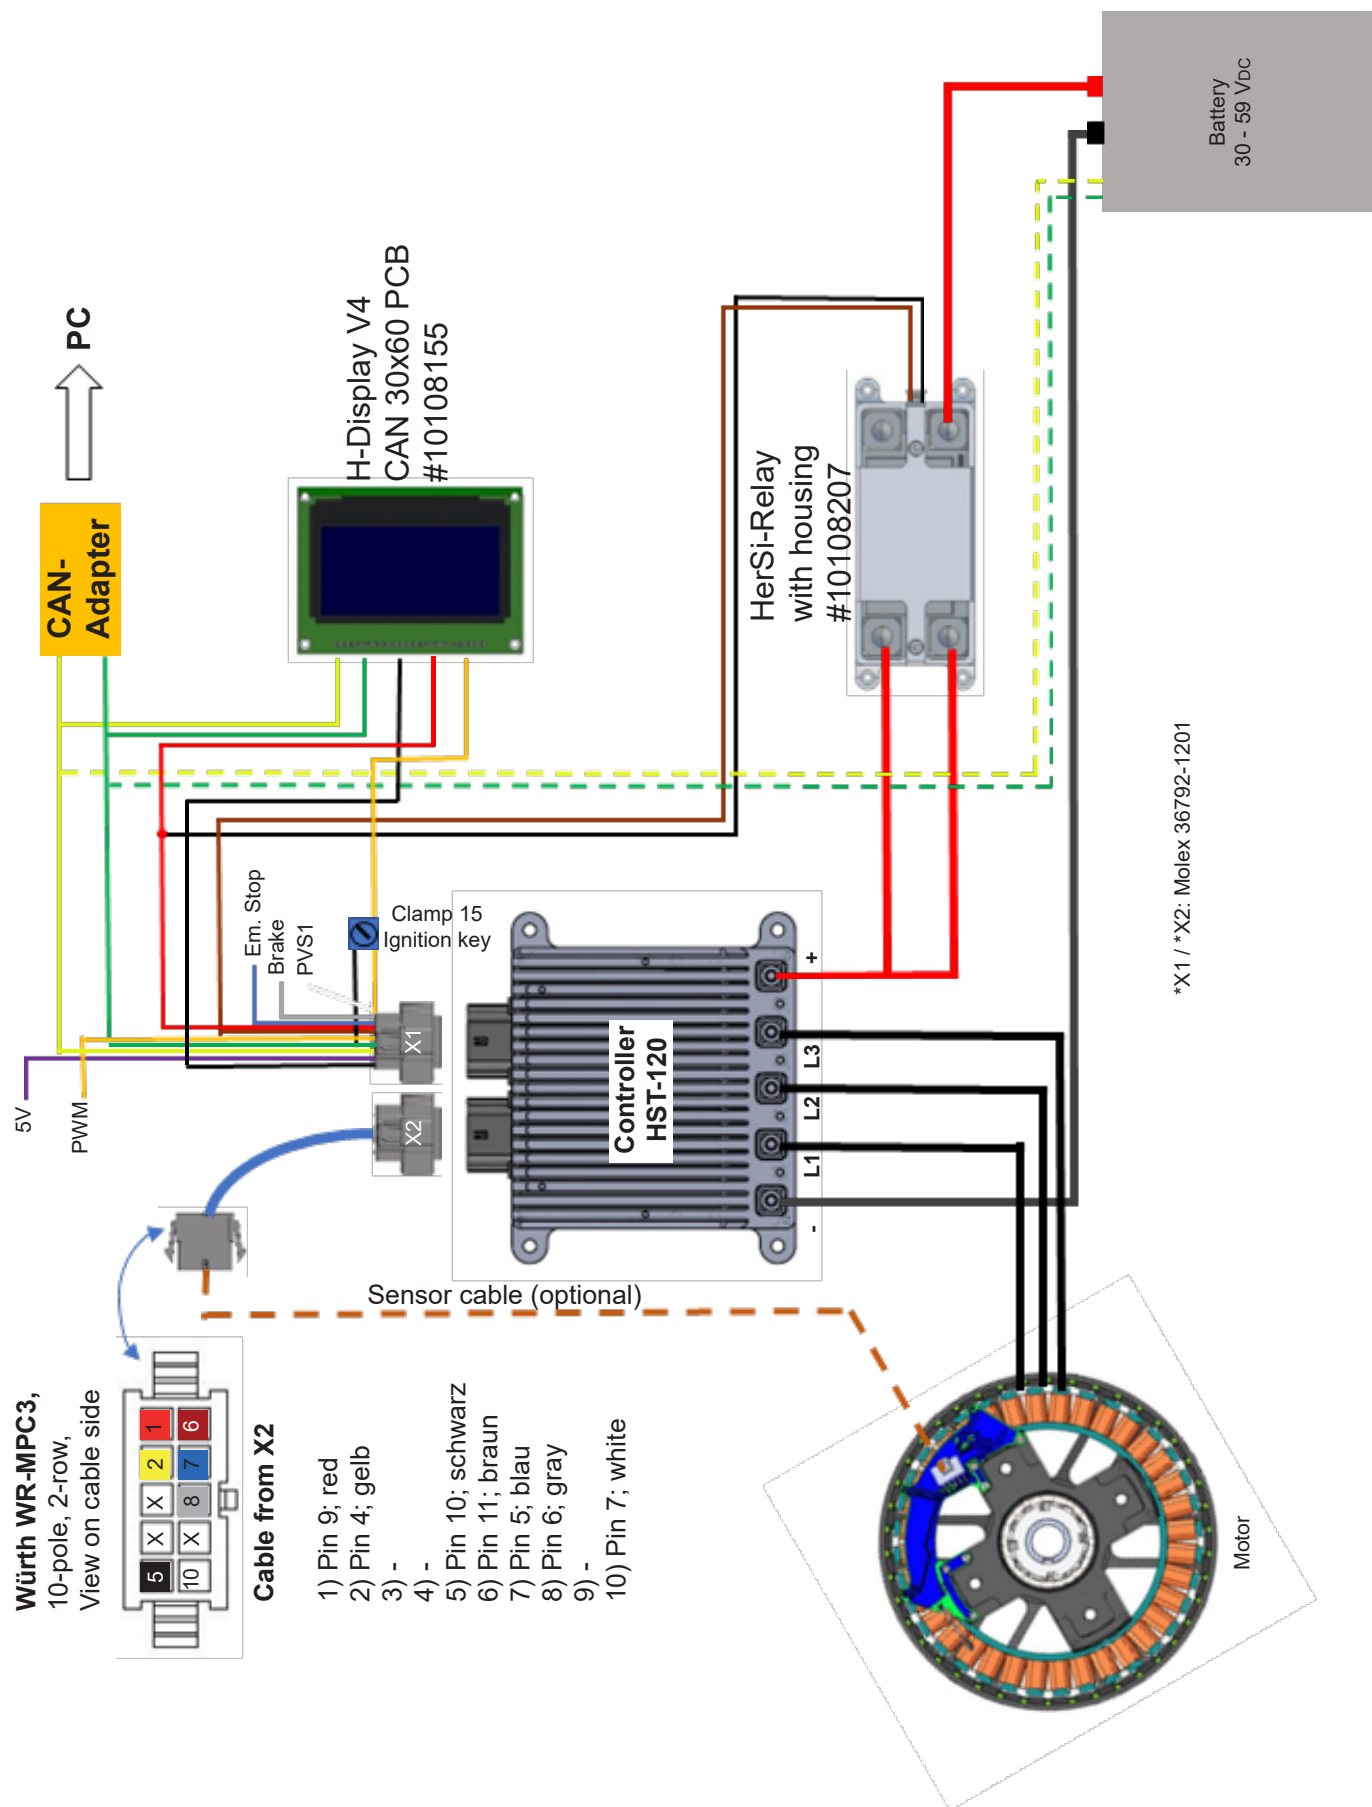 Battery
30 - 59 VDC
PC
CAN-
Adapter
H-Display V4
CAN 30x60 PCB
#10108155
HerSi-Relay
with housing
#10108207
Em. Stop
Brake
PVS1
Clamp 15
Ignition key
5V
PWM
X1
X2
Controller
HST-120
+
L3
L2
L1
-
*X1 / *X2: Molex 36792-1201
Sensor cable (optional)
Motor
Würth WR-MPC3,
10-pole, 2-row,
View on cable side
5 X X 2 1
10 X 8 7 6
Cable from X2
1) Pin 9; red
2) Pin 4; gelb
3) -
4) -
5) Pin 10; schwarz
6) Pin 11; braun
7) Pin 5; blau
8) Pin 6; gray
9) -
10) Pin 7; white